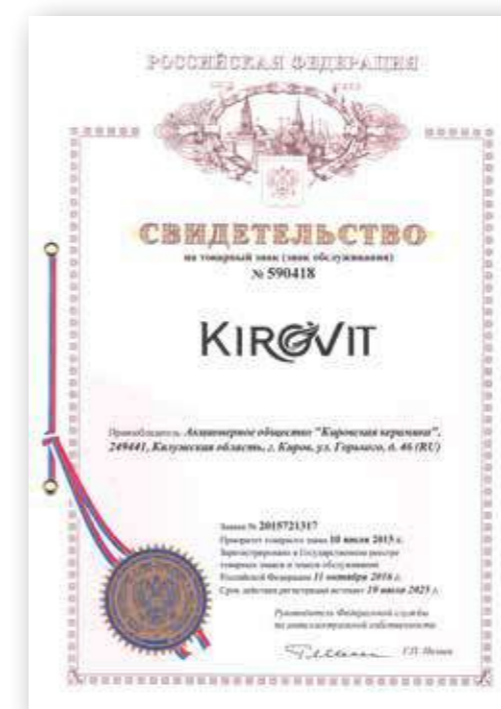 РОССИЙСКАЯ ФЕДЕРАЦИЯ
СВИДЕТЕЛЬСТВО
на товарный знак (знак обслуживания)
№ 590418
KIROVIT
Правообладатель: Акционерное общество "Кировская керамика",
249441, Калужская область, г. Киров, ул. Горького, д. 46 (RU)
Заявка № 2015721317
Приоритет товарного знака 10 июля 2015 г.
Зарегистрировано в Государственном реестре
товарных знаков и знаков обслуживания
Российской Федерации 11 октября 2016 г.
Срок действия регистрации истекает 10 июля 2025 г.
Руководитель Федеральной службы
по интеллектуальной собственности
Г.П. Ивлиев